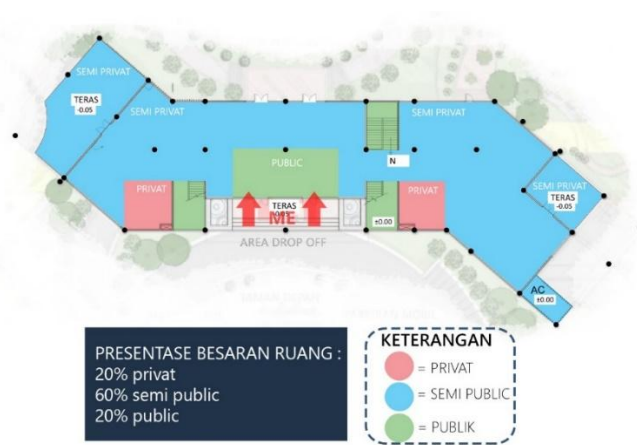 SEMI PRIVAT
TERAS
-0.05
SEMI PRIVAT
SEMI PRIVAT
N
PUBLIC
SEMI PRIVAT
TERAS
-0.05
PRIVAT
PRIVAT
TERAS
ME
±0.00
AREA DROP OFF
AC
±0.00
PRESENTASE BESARAN RUANG :
20% privat
60% semi public
20% public
KETERANGAN
= PRIVAT
= SEMI PUBLIC
= PUBLIK